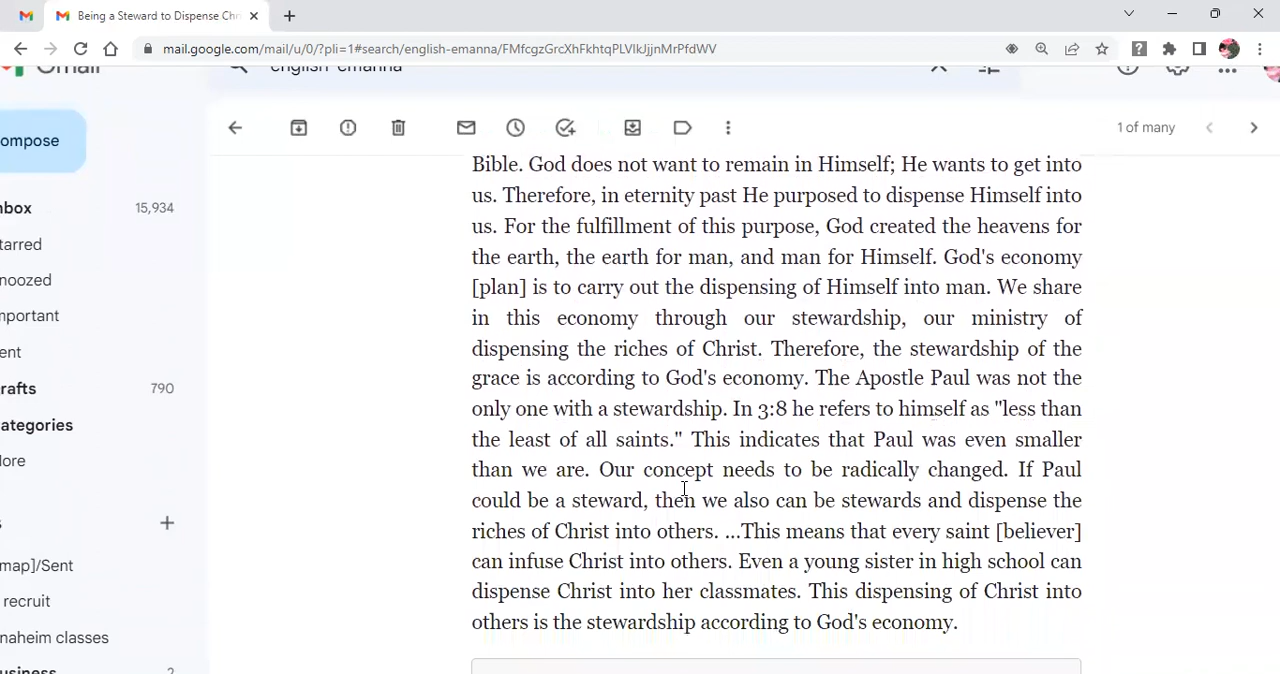 Being a Steward to Dispense Chr
mail.google.com/mail/u/0/?pli=1#search/english-emanna/FMfcgzGrcXhFkhtqPLVlkJjnMrPfdWV
Gmail
english emanna
ompose
1 of many
nbox 15,934
tarred
noozed
mportant
ent
rafts 790
ategories
ore
s
map]/Sent
recruit
naheim classes
usiness 2
Bible. God does not want to remain in Himself; He wants to get into
us. Therefore, in eternity past He purposed to dispense Himself into
us. For the fulfillment of this purpose, God created the heavens for
the earth, the earth for man, and man for Himself. God's economy
[plan] is to carry out the dispensing of Himself into man. We share
in this economy through our stewardship, our ministry of
dispensing the riches of Christ. Therefore, the stewardship of the
grace is according to God's economy. The Apostle Paul was not the
only one with a stewardship. In 3:8 he refers to himself as "less than
the least of all saints." This indicates that Paul was even smaller
than we are. Our concept needs to be radically changed. If Paul
could be a steward, then we also can be stewards and dispense the
riches of Christ into others. ...This means that every saint [believer]
can infuse Christ into others. Even a young sister in high school can
dispense Christ into her classmates. This dispensing of Christ into
others is the stewardship according to God's economy.